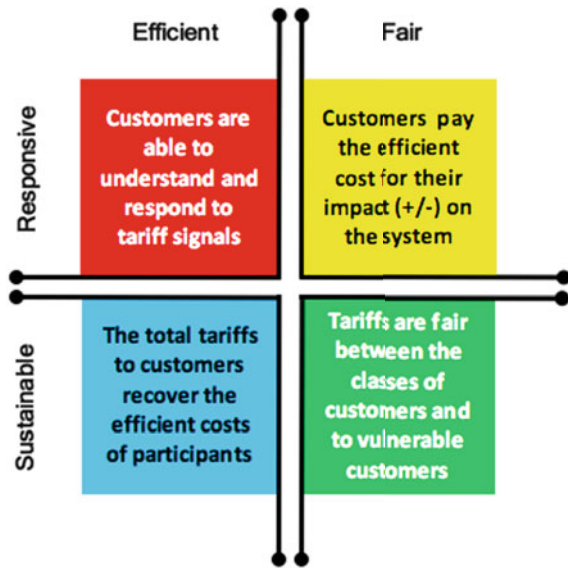 Efficient
Fair
Responsive
Customers are
able to
understand and
respond to
tariff signals
Customers pay
the efficient
cost for their
impact (+/-) on
the system
Sustainable
The total tariffs
to customers
recover the
efficient costs
of participants
Tariffs are fair
between the
classes of
customers and
to vulnerable
customers